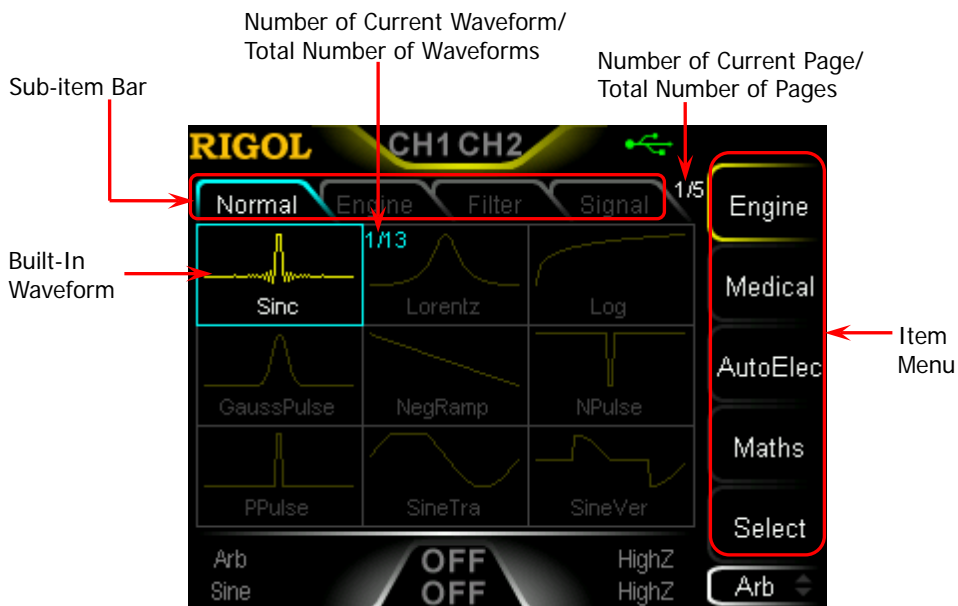 Number of Current Waveform/
Total Number of Waveforms
Number of Current Page/
Total Number of Pages
Sub-item Bar
RIGOL
CH1 CH2
Normal
Engine
Filter
Signal
1/5
Engine
Built-In
Waveform
1/13
Sinc
Lorentz
Log
Medical
Item
Menu
GaussPulse
NegRamp
NPulse
AutoElec
PPulse
SineTra
SineVer
Maths
Select
Arb
OFF
HighZ
Sine
OFF
HighZ
Arb